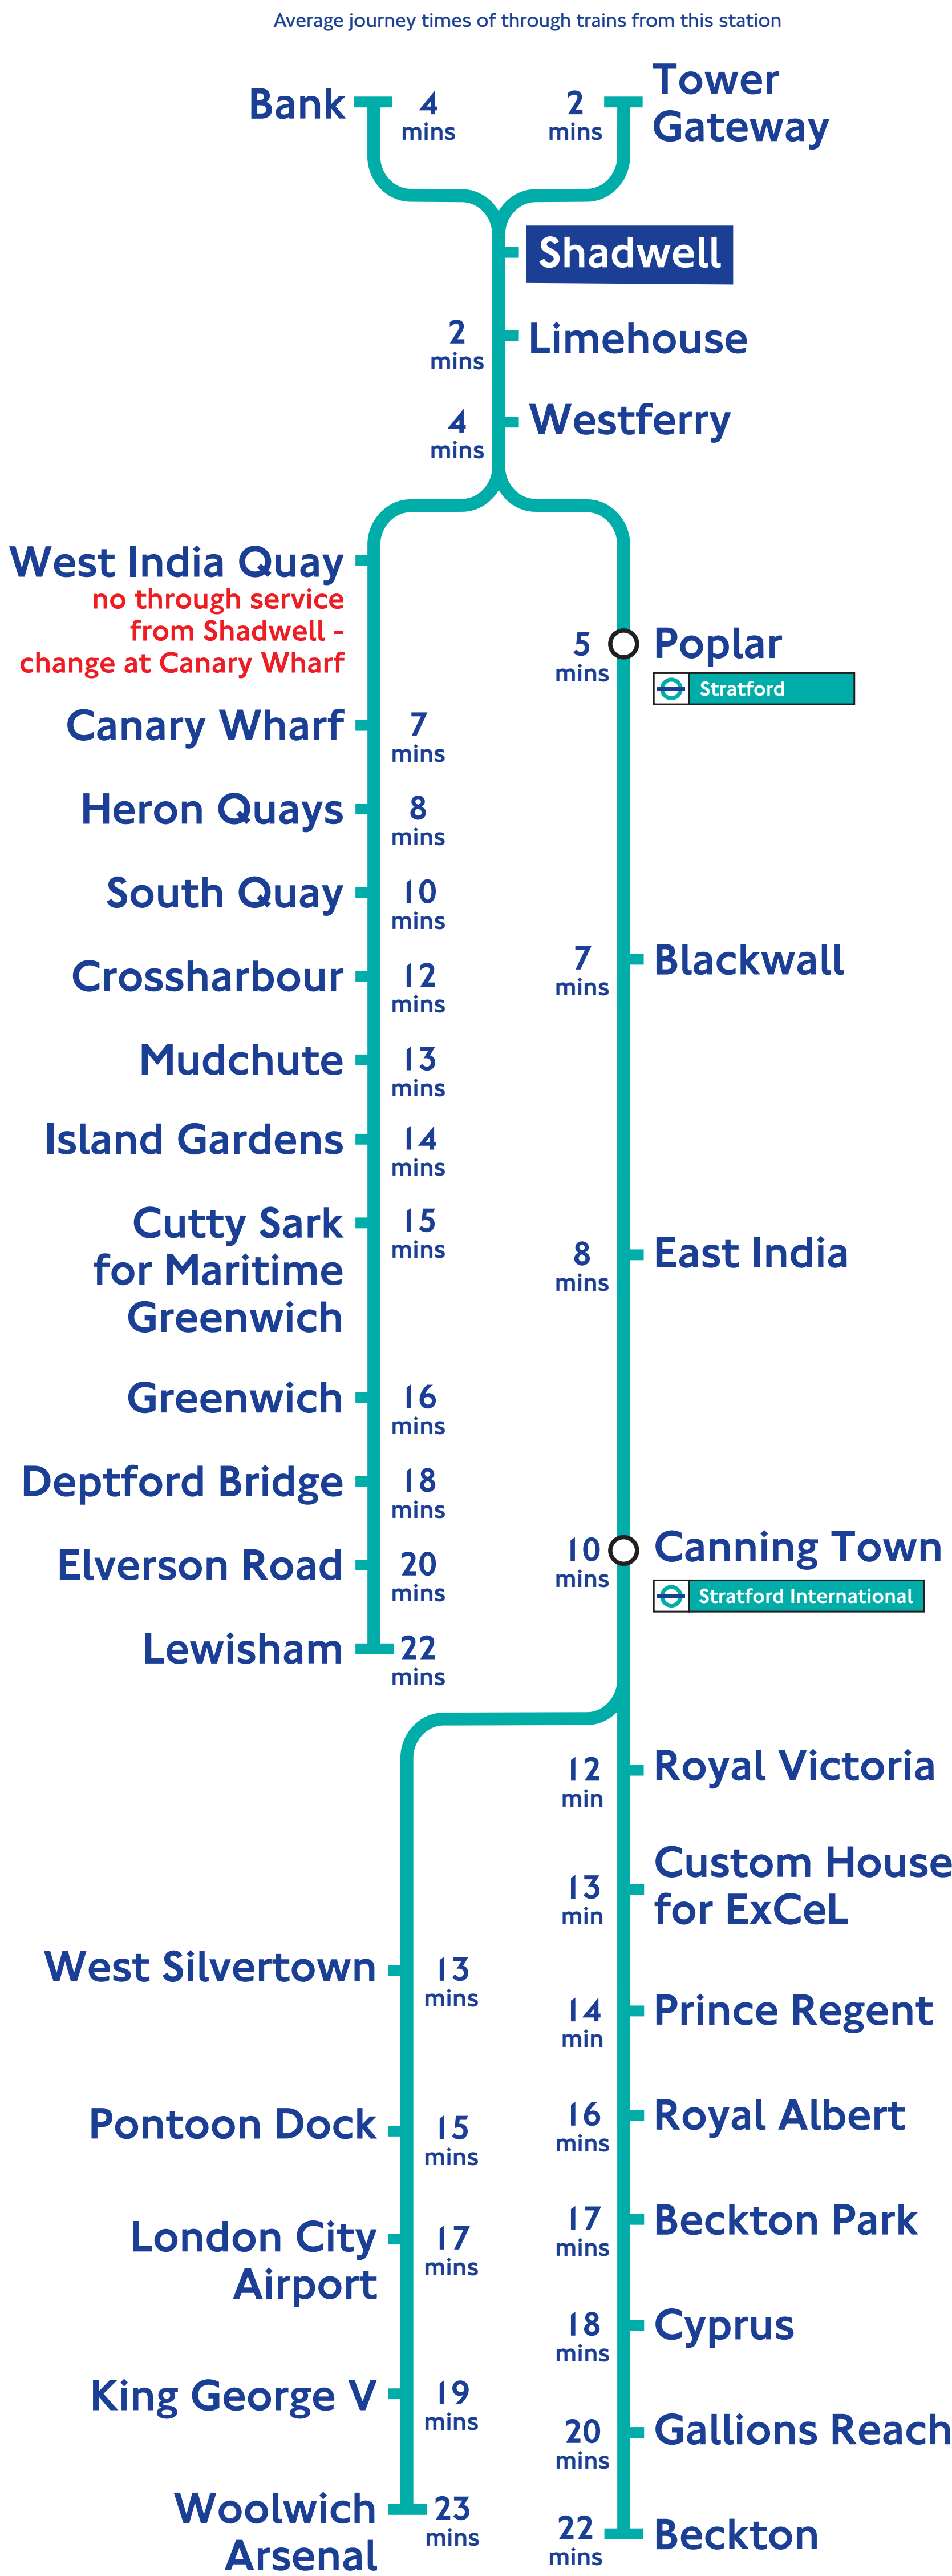 Average journey times of through trains from this station
Bank
4
mins
2
mins
Tower
Gateway
Shadwell
2
mins
Limehouse
4
mins
Westferry
West India Quay
no through service
from Shadwell -
change at Canary Wharf
Canary Wharf
7
mins
Heron Quays
8
mins
South Quay
10
mins
Crossharbour
12
mins
Mudchute
13
mins
Island Gardens
14
mins
Cutty Sark
for Maritime
Greenwich
15
mins
Greenwich
16
mins
Deptford Bridge
18
mins
Elverson Road
20
mins
Lewisham
22
mins
5
mins
Poplar
Stratford
7
mins
Blackwall
8
mins
East India
10
mins
Canning Town
Stratford International
12
min
Royal Victoria
13
min
Custom House
for ExCeL
14
min
Prince Regent
16
mins
Royal Albert
17
mins
Beckton Park
18
mins
Cyprus
20
mins
Gallions Reach
22
mins
Beckton
West Silvertown
13
mins
Pontoon Dock
15
mins
London City
Airport
17
mins
King George V
19
mins
Woolwich
Arsenal
23
mins